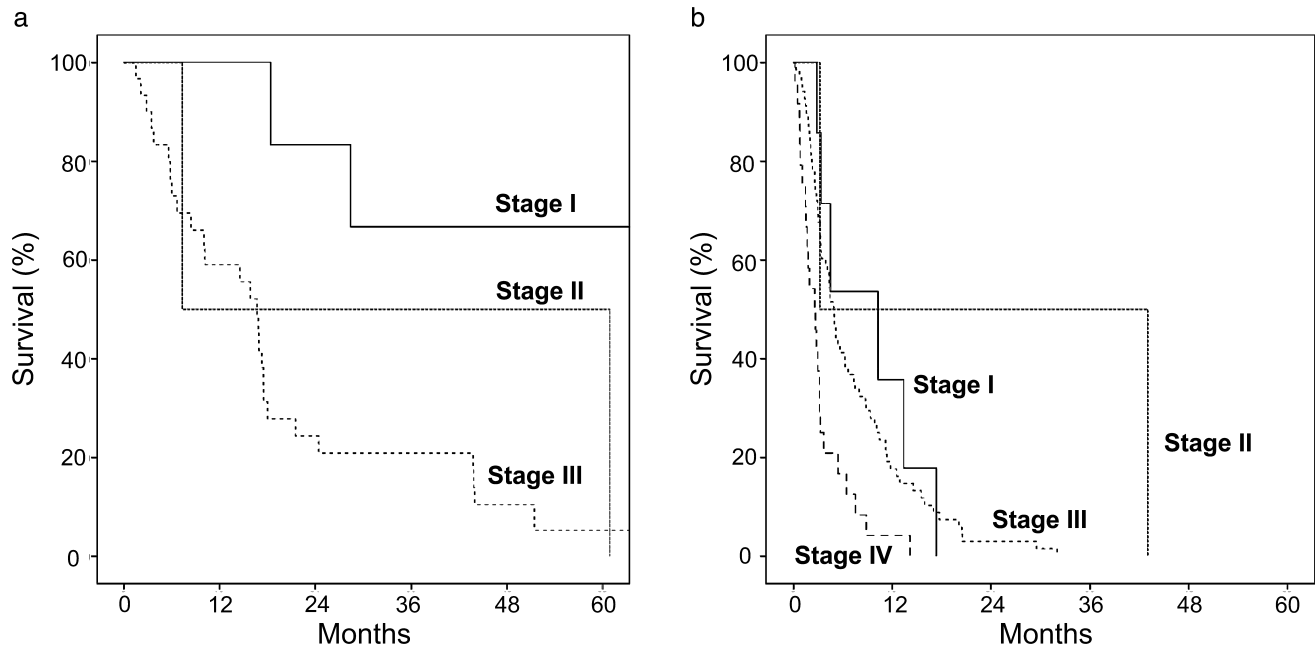 a
Survival (%)
100
80
60
40
20
0
Stage I
Stage II
Stage III
0 12 24 36 48 60
Months
b
Survival (%)
100
80
60
40
20
0
Stage I
Stage II
Stage III
Stage IV
0 12 24 36 48 60
Months